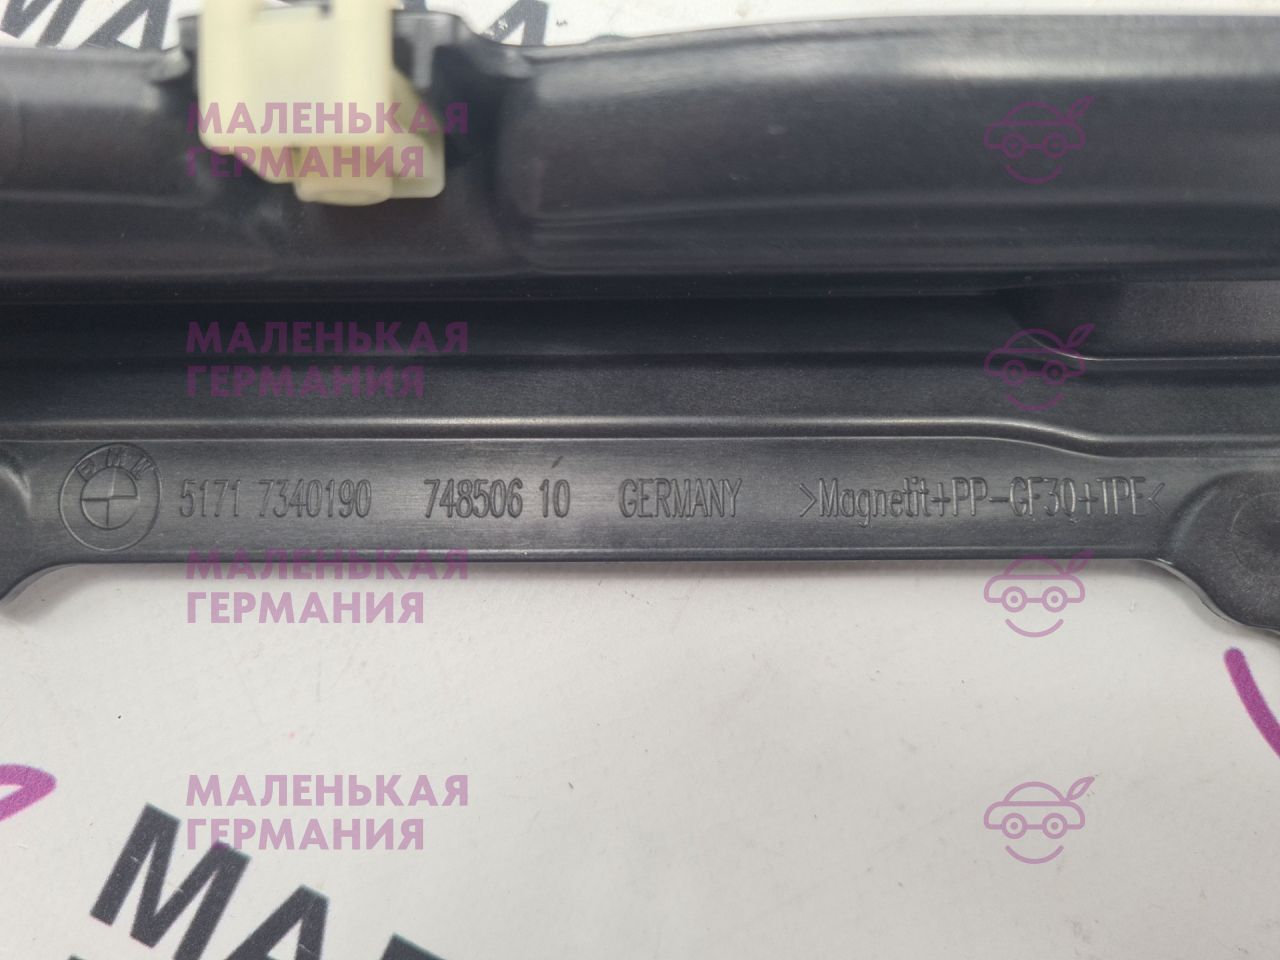 МАЛЕНЬКАЯ
ГЕРМАНИЯ
МАЛЕНЬКАЯ
ГЕРМАНИЯ
BMW 5171 7340190 748506 10 GERMANY >Magnetit+PP-GF30+TPE<
МАЛЕНЬКАЯ
ГЕРМАНИЯ
МАЛЕНЬКАЯ
ГЕРМАНИЯ